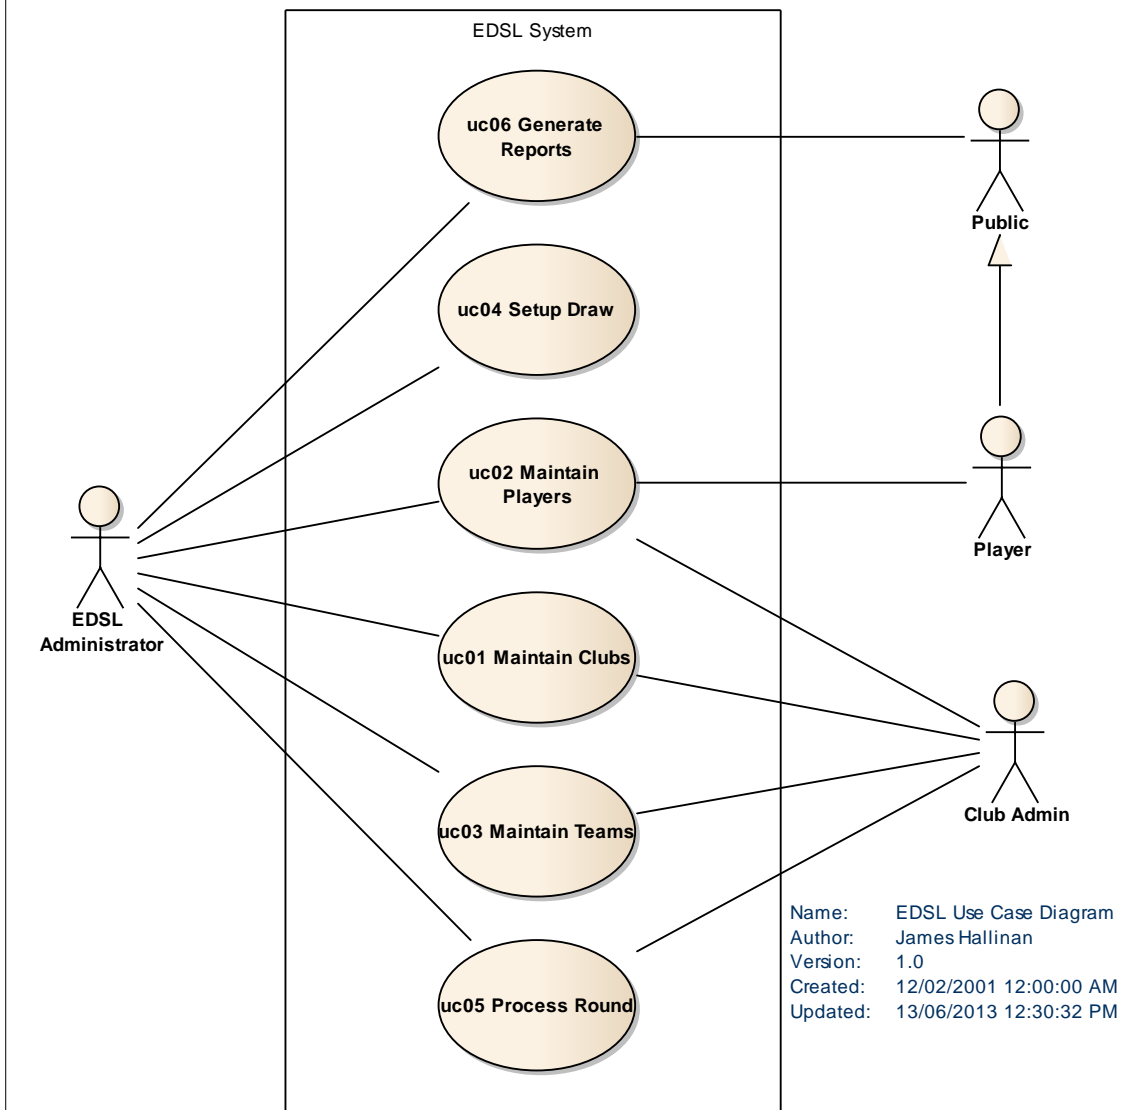 EDSL System
uc06 Generate
Reports
Public
uc04 Setup Draw
uc02 Maintain
Players
Player
EDSL
Administrator
uc01 Maintain Clubs
Club Admin
uc03 Maintain Teams
uc05 Process Round
Name: EDSL Use Case Diagram
Author: James Hallinan
Version: 1.0
Created: 12/02/2001 12:00:00 AM
Updated: 13/06/2013 12:30:32 PM